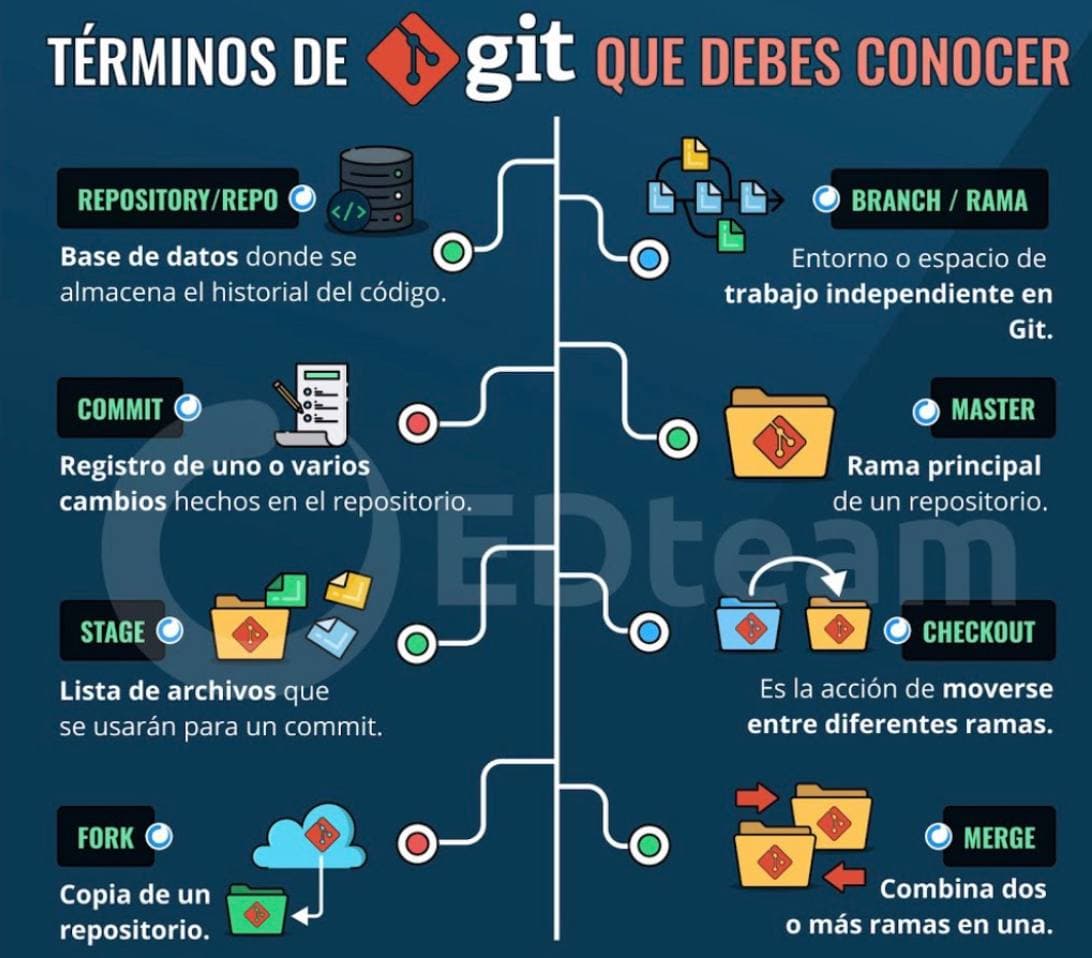 TÉRMINOS DE git QUE DEBES CONOCER
REPOSITORY/REPO
</>
Base de datos donde se
almacena el historial del código.
BRANCH / RAMA
Entorno o espacio de
trabajo independiente en
Git.
COMMIT
Registro de uno o varios
cambios hechos en el repositorio.
MASTER
Rama principal
de un repositorio.
EDteam
STAGE
Lista de archivos que
se usarán para un commit.
CHECKOUT
Es la acción de moverse
entre diferentes ramas.
FORK
Copia de un
repositorio.
MERGE
Combina dos
o más ramas en una.